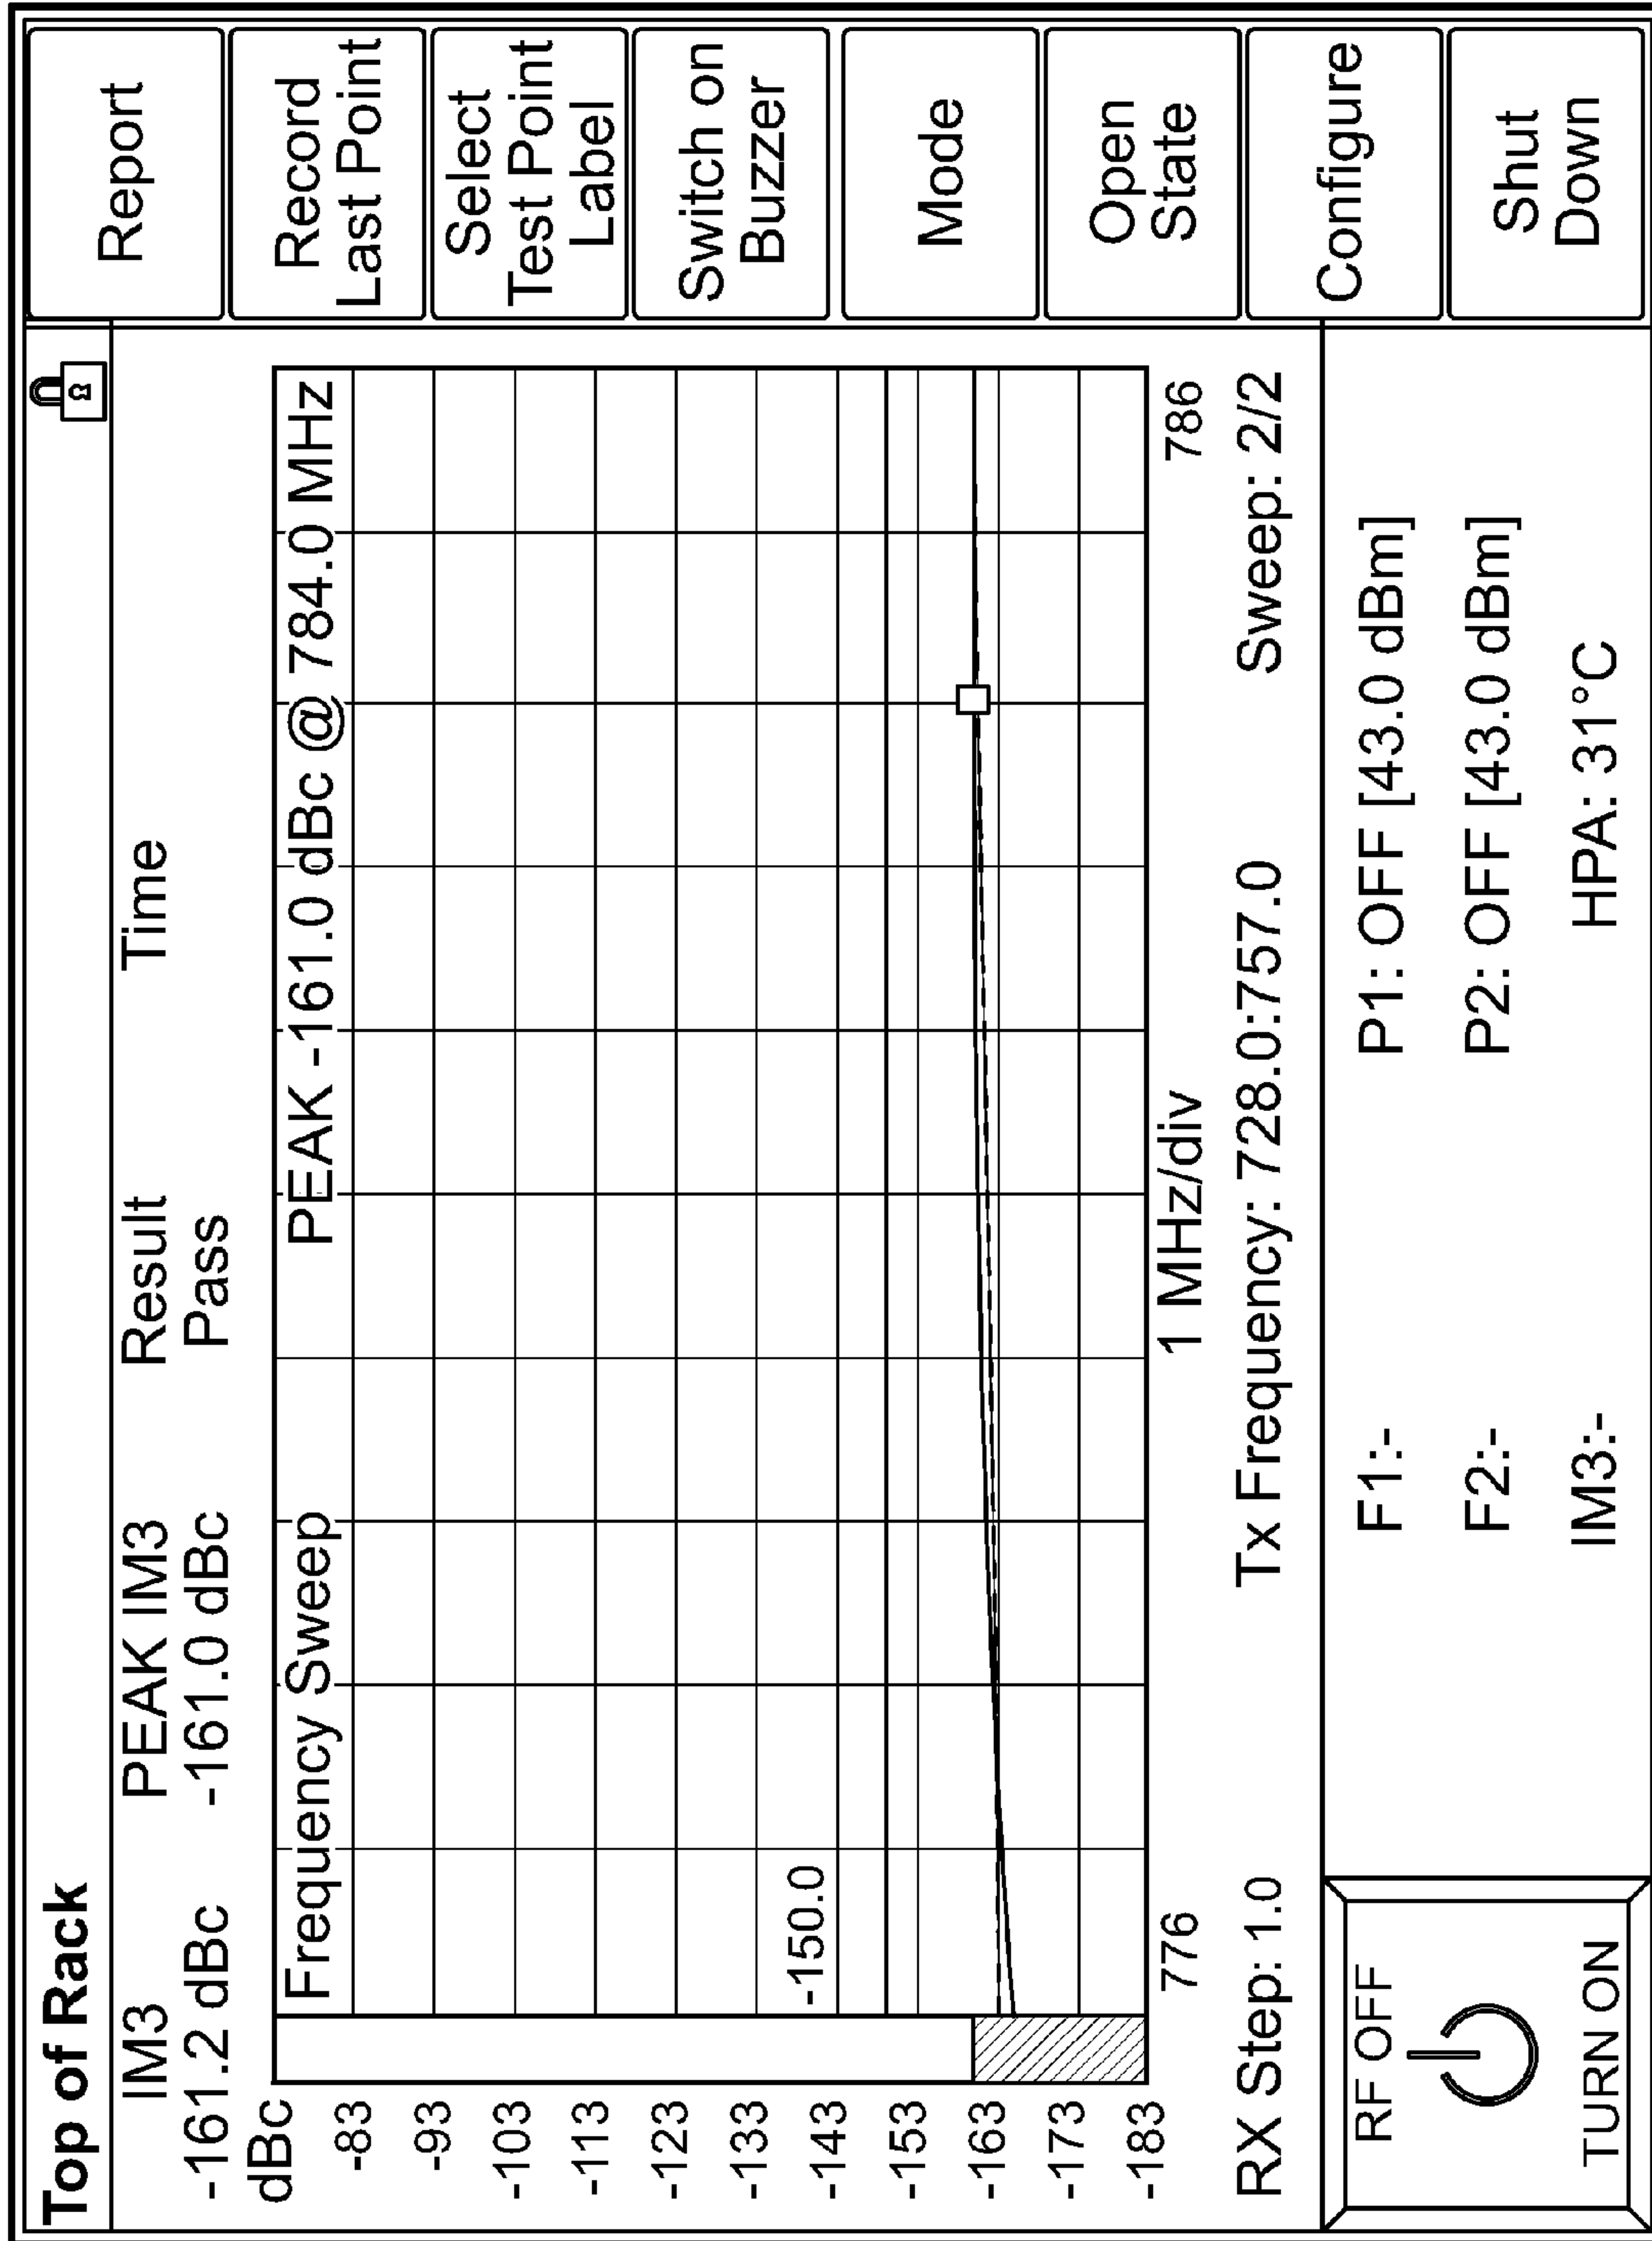 Top of Rack
IM3 PEAK IM3 Result Time
-161.2 dBc -161.0 dBc Pass
dBc
Frequency Sweep PEAK -161.0 dBc @ 784.0 MHz
-83
-93
-103
-113
-123
-133
-143
-153
-163
-173
-183
-150.0
776 1 MHz/div 786
RX Step: 1.0 Tx Frequency: 728.0:757.0 Sweep: 2/2
RF OFF
TURN ON
F1:- P1: OFF [43.0 dBm]
F2:- P2: OFF [43.0 dBm]
IM3:- HPA: 31°C
Report
Record
Last Point
Select
Test Point
Label
Switch on
Buzzer
Mode
Open
State
Configure
Shut
Down